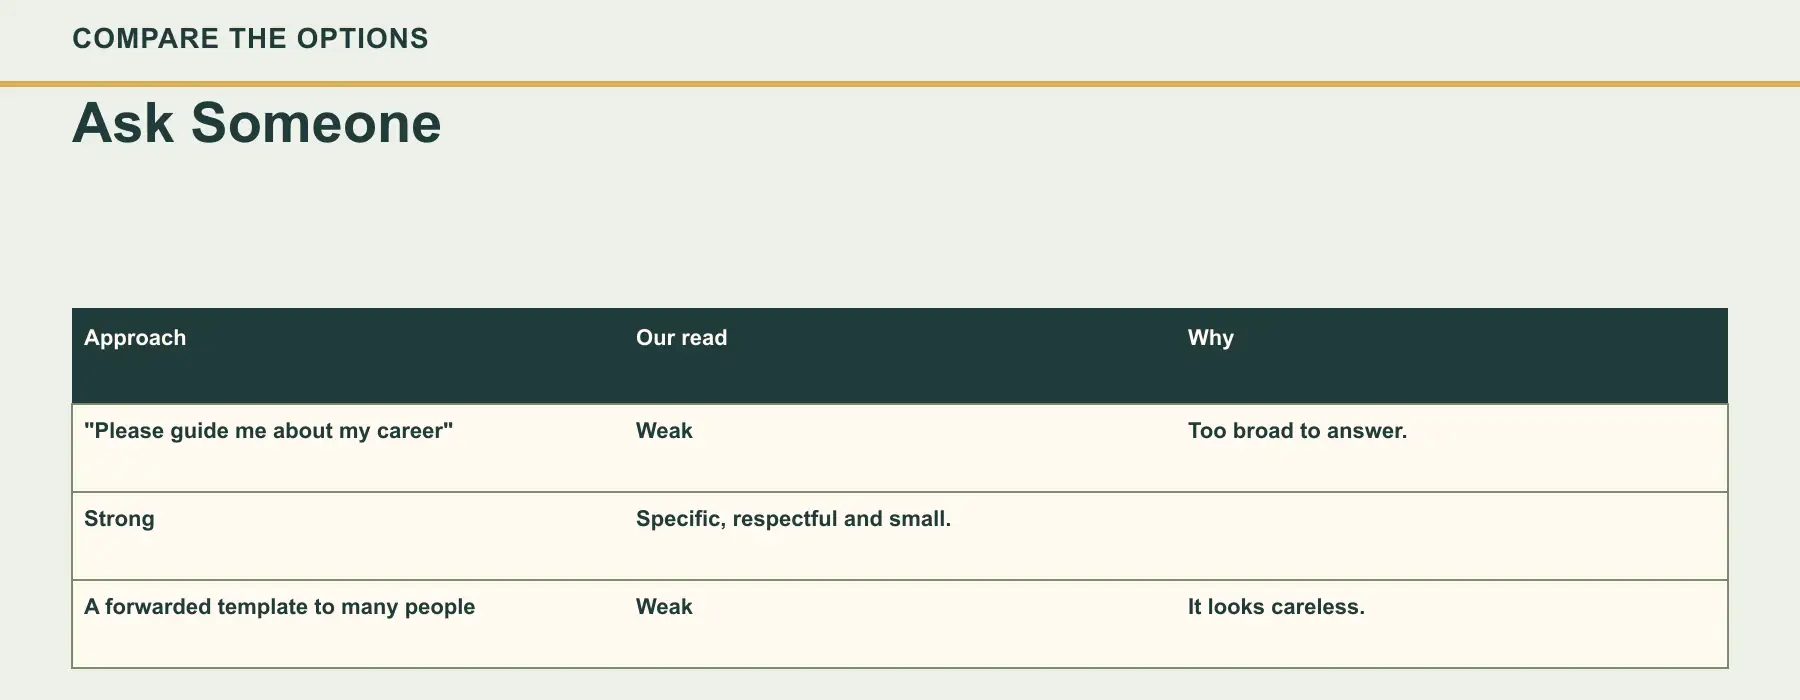 COMPARE THE OPTIONS
Ask Someone
Approach Our read Why
"Please guide me about my career" Weak Too broad to answer.
Strong Specific, respectful and small.
A forwarded template to many people Weak It looks careless.